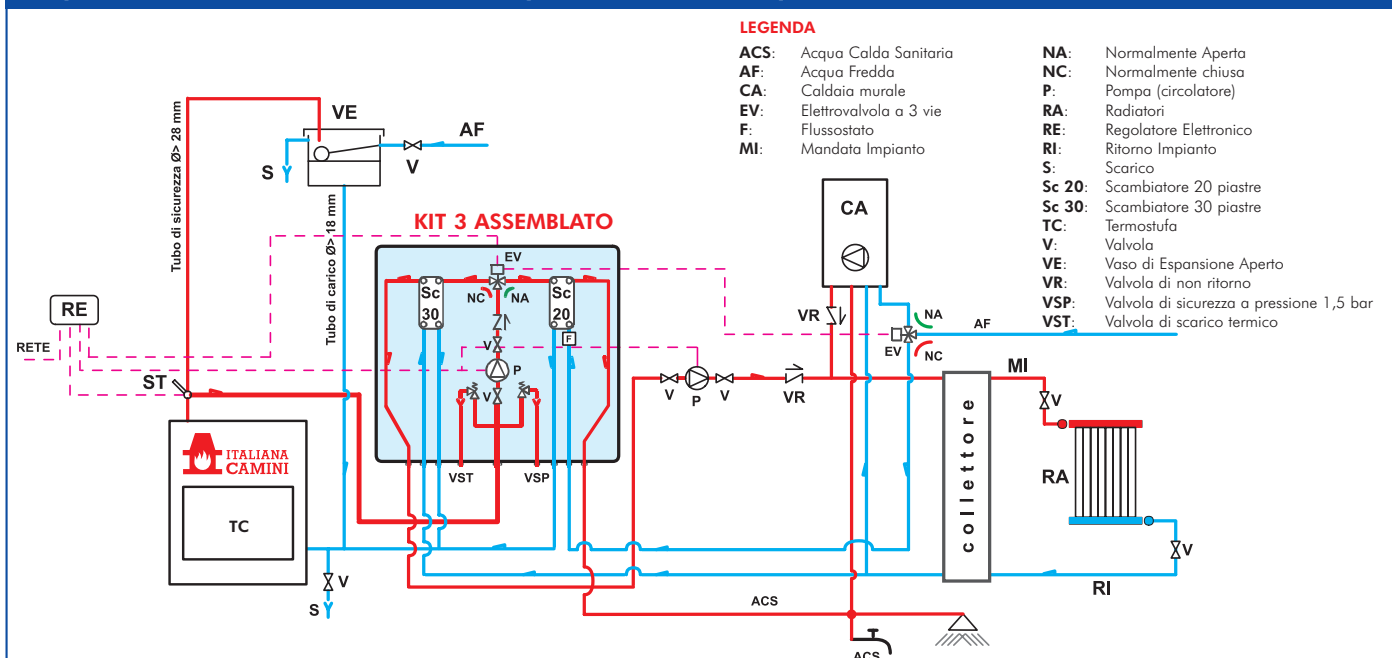 LEGENDA
ACS: Acqua Calda Sanitaria
AF: Acqua Fredda
CA: Caldaia murale
EV: Elettrovalvola a 3 vie
F: Flussostato
MI: Mandata Impianto
NA: Normalmente Aperta
NC: Normalmente chiusa
P: Pompa (circolatore)
RA: Radiatori
RE: Regolatore Elettronico
RI: Ritorno Impianto
S: Scarico
Sc 20: Scambiatore 20 piastre
Sc 30: Scambiatore 30 piastre
TC: Termostufa
V: Valvola
VE: Vaso di Espansione Aperto
VR: Valvola di non ritorno
VSP: Valvola di sicurezza a pressione 1,5 bar
VST: Valvola di scarico termico
Tubo di sicurezza Ø> 28 mm
VE
AF
V
S
Tubo di carico Ø> 18 mm
KIT 3 ASSEMBLATO
EV
Sc
30
NC
NA
Sc
20
F
V
P
V
VST
VSP
RE
RETE
ST
ITALIANA
CAMINI
TC
V
S
CA
VR
NA
AF
EV
NC
V
P
V
VR
MI
V
collettore
RA
V
RI
ACS
ACS